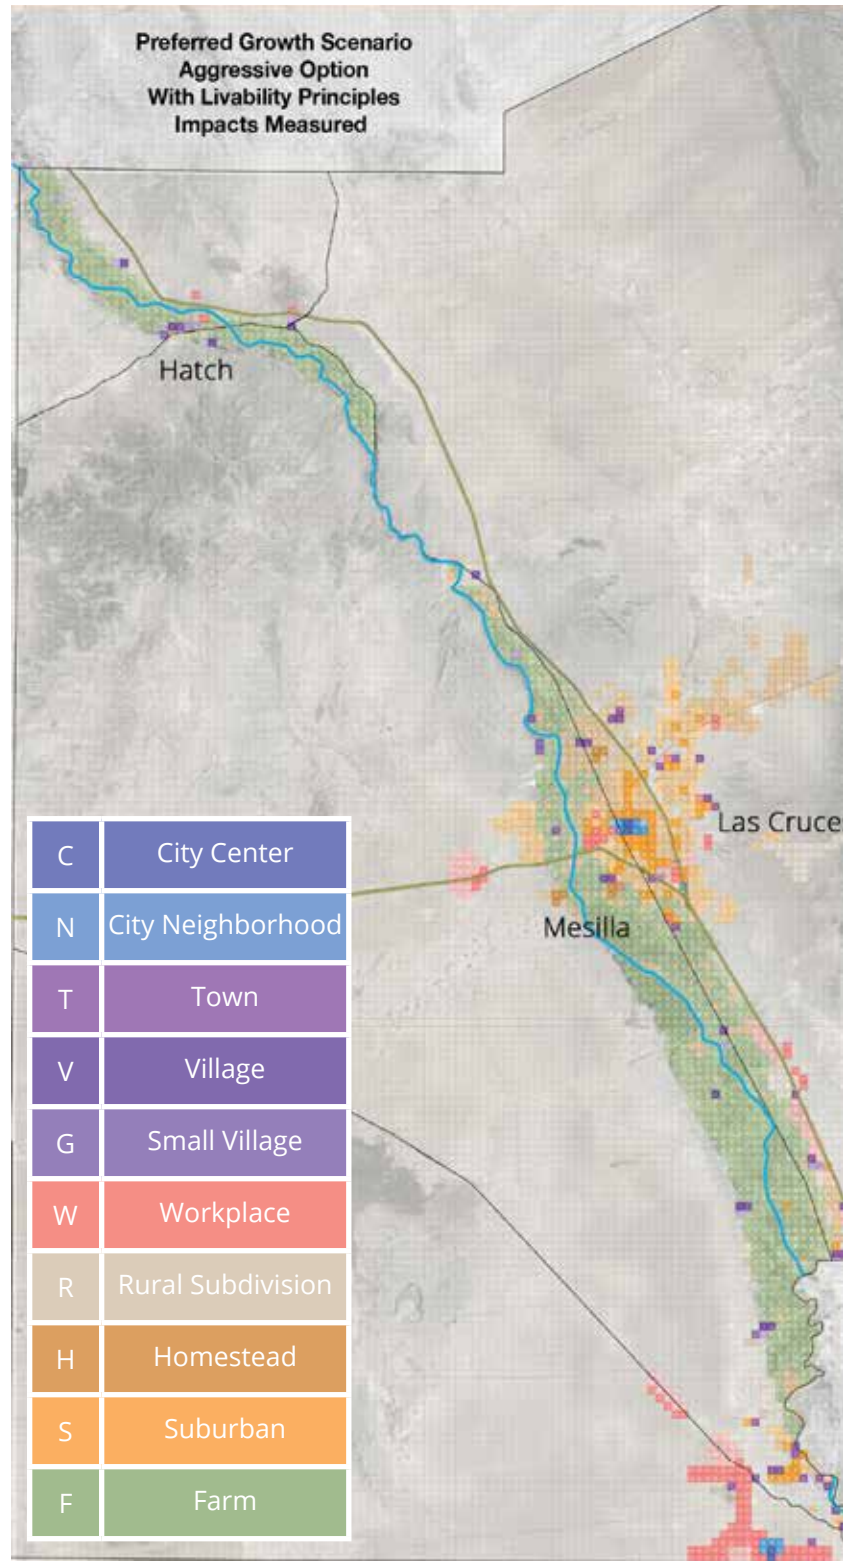 Preferred Growth Scenario
Aggressive Option
With Livability Principles
Impacts Measured
Hatch
Las Cruce
Mesilla
C City Center
N City Neighborhood
T Town
V Village
G Small Village
W Workplace
R Rural Subdivision
H Homestead
S Suburban
F Farm